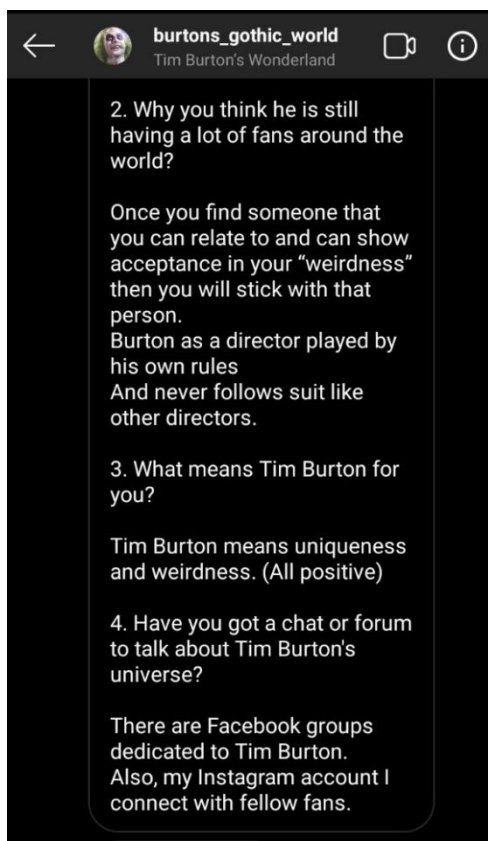 burtons_gothic_world
Tim Burton's Wonderland
2. Why you think he is still
having a lot of fans around the
world?
Once you find someone that
you can relate to and can show
acceptance in your “weirdness”
then you will stick with that
person.
Burton as a director played by
his own rules
And never follows suit like
other directors.
3. What means Tim Burton for
you?
Tim Burton means uniqueness
and weirdness. (All positive)
4. Have you got a chat or forum
to talk about Tim Burton's
universe?
There are Facebook groups
dedicated to Tim Burton.
Also, my Instagram account I
connect with fellow fans.